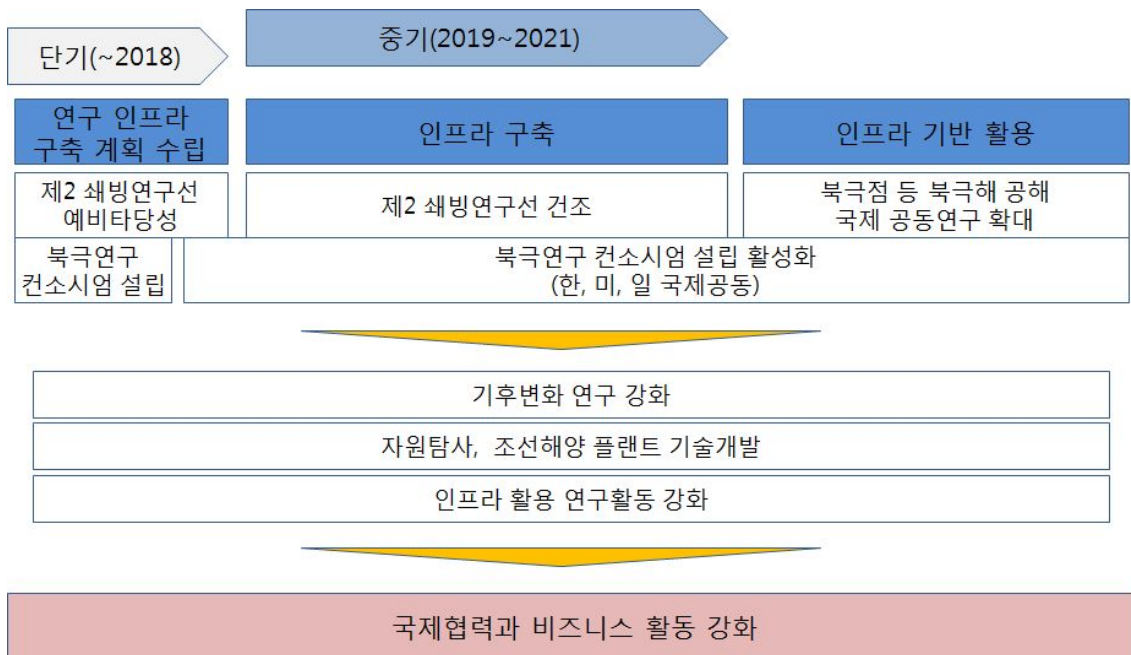 단기(~2018)
중기(2019~2021)
연구 인프라
구축 계획 수립
인프라 구축
인프라 기반 활용
제2 쇄빙연구선
예비타당성
제2 쇄빙연구선 건조
북극점 등 북극해 공해
국제 공동연구 확대
북극연구
컨소시엄 설립
북극연구 컨소시엄 설립 활성화
(한, 미, 일 국제공동)
기후변화 연구 강화
자원탐사, 조선해양 플랜트 기술개발
인프라 활용 연구활동 강화
국제협력과 비즈니스 활동 강화